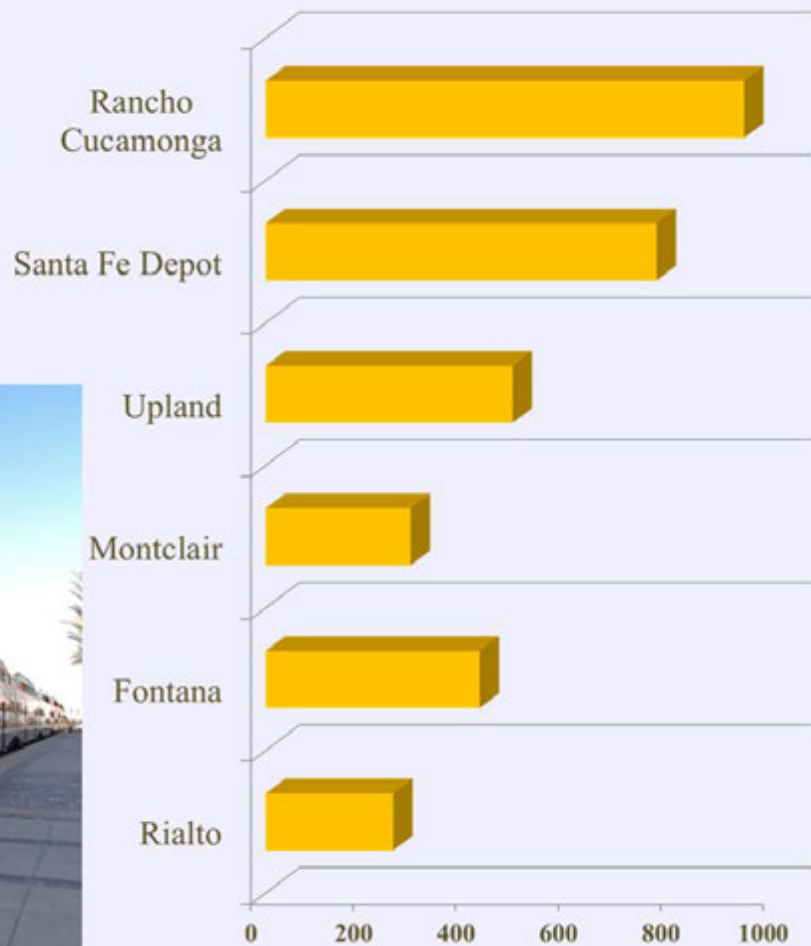 Rancho
Cucamonga
Santa Fe Depot
Upland
Montclair
Fontana
Rialto
0 200 400 600 800 1000